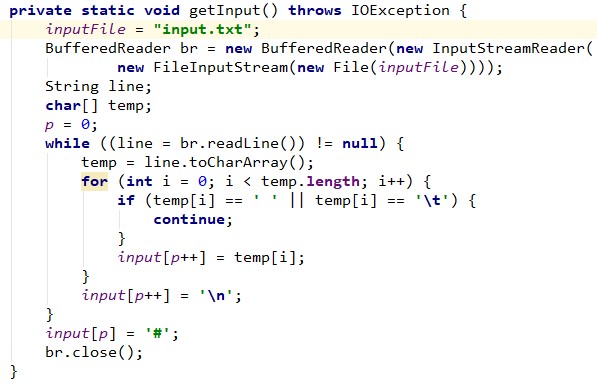 private static void getInput() throws IOException {
    inputFile = "input.txt";
    BufferedReader br = new BufferedReader(new InputStreamReader(
            new FileInputStream(new File(inputFile))));
    String line;
    char[] temp;
    p = 0;
    while ((line = br.readLine()) != null) {
        temp = line.toCharArray();
        for (int i = 0; i < temp.length; i++) {
            if (temp[i] == ' ' || temp[i] == '\t') {
                continue;
            }
            input[p++] = temp[i];
        }
        input[p++] = '\n';
    }
    input[p] = '#';
    br.close();
}